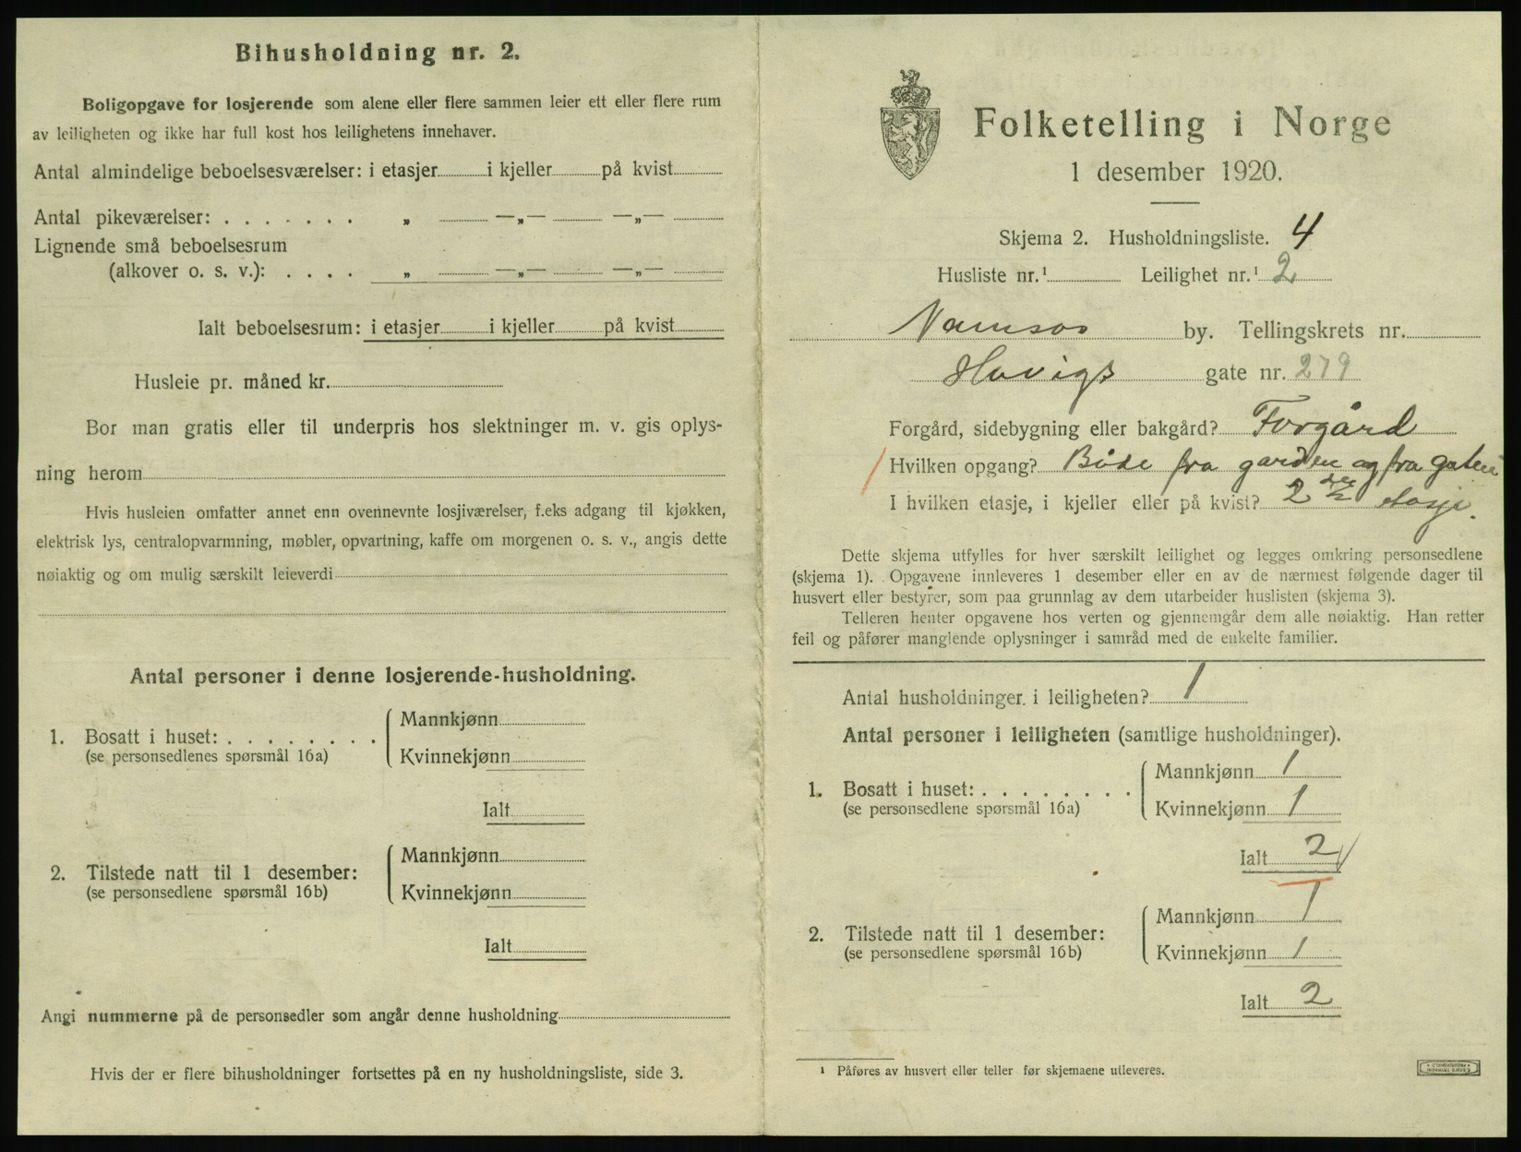 Bihusholdning nr. 2.
Boligopgave for losjerende som alene eller flere sammen leier ett eller flere rum
av leiligheten og ikke har full kost hos leilighetens innehaver.
Antal almindelige beboelsesværelser: i etasjer i kjeller på kvist
Antal pikeværelser: . . . . . . . „ —„— —„—
Lignende små beboelsesrum
(alkover o. s. v.): . . . . „ —„— —„—
Ialt beboelsesrum: i etasjer i kjeller på kvist
Husleie pr. måned kr.
Bor man gratis eller til underpris hos slektninger m. v. gis oplys-
ning herom
Hvis husleien omfatter annet enn ovennevnte losjiværelser, f.eks adgang til kjøkken,
elektrisk lys, centralopvarmning, møbler, opvartning, kaffe om morgenen o. s. v., angis dette
nøiaktig og om mulig særskilt leieverdi
Antal personer i denne losjerende-husholdning.
1. Bosatt i huset: . . . . . . . .
(se personsedlenes spørsmål 16a)
Mannkjønn
Kvinnekjønn
Ialt
2. Tilstede natt til 1 desember:
(se personsedlene spørsmål 16b)
Mannkjønn
Kvinnekjønn
Ialt
Angi nummerne på de personsedler som angår denne husholdning
Hvis der er flere bihusholdninger fortsettes på en ny husholdningsliste, side 3.
Folketelling i Norge
1 desember 1920.
Skjema 2. Husholdningsliste. 4
Husliste nr.¹ Leilighet nr.¹ 2
Namsos by. Tellingskrets nr.
Havigs gate nr. 279
Forgård, sidebygning eller bakgård? Forgård
Hvilken opgang? Både fra garden og fra gaten
I hvilken etasje, i kjeller eller på kvist? 2 den etasje.
Dette skjema utfylles for hver særskilt leilighet og legges omkring personsedlene
(skjema 1). Opgavene innleveres 1 desember eller en av de nærmest følgende dager til
husvert eller bestyrer, som paa grunnlag av dem utarbeider huslisten (skjema 3).
Telleren henter opgavene hos verten og gjennemgår dem alle nøiaktig. Han retter
feil og påfører manglende oplysninger i samråd med de enkelte familier.
Antal husholdninger i leiligheten? 1
Antal personer i leiligheten (samtlige husholdninger).
1. Bosatt i huset: . . . . . . . .
(se personsedlene spørsmål 16a)
Mannkjønn 1
Kvinnekjønn 1
Ialt 2
2. Tilstede natt til 1 desember:
(se personsedlene spørsmål 16b)
Mannkjønn 1
Kvinnekjønn 1
Ialt 2
¹ Påføres av husvert eller teller før skjemaene utleveres.